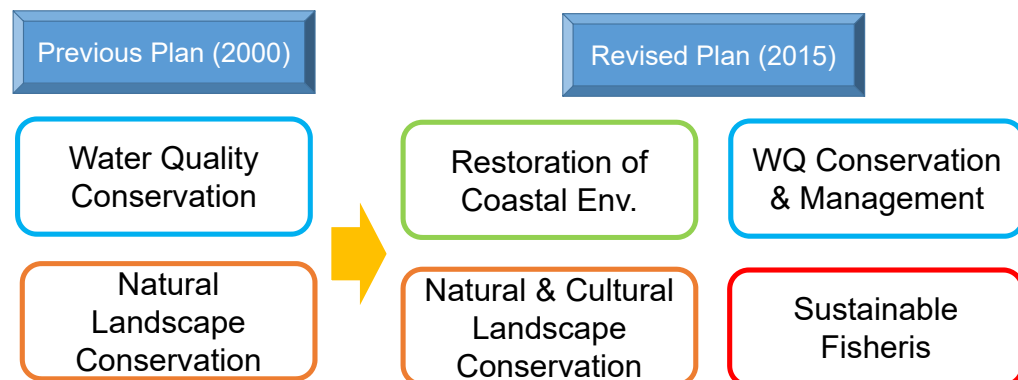 Previous Plan (2000)
Revised Plan (2015)
Water Quality
Conservation
Natural
Landscape
Conservation
Restoration of
Coastal Env.
WQ Conservation
& Management
Natural & Cultural
Landscape
Conservation
Sustainable
Fisheris